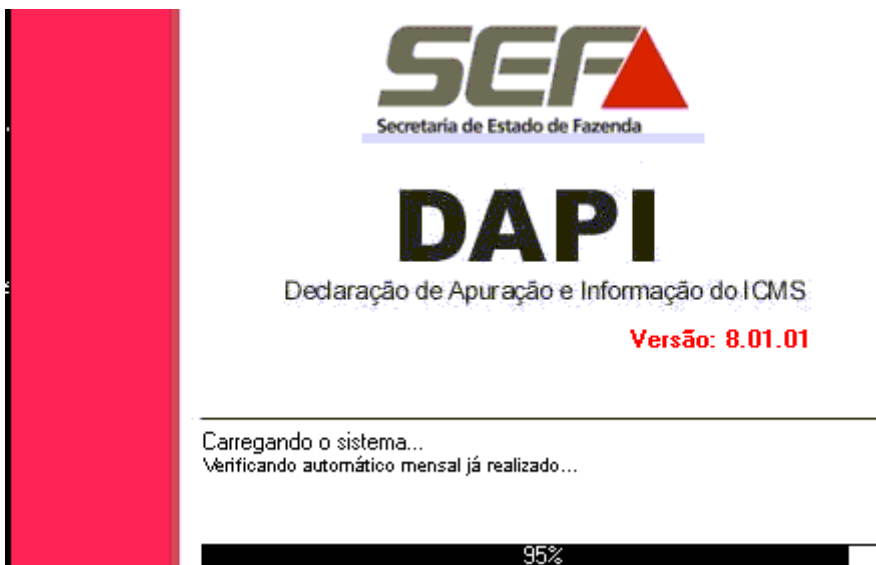 SEF
Secretaria de Estado de Fazenda
DAPI
Declaração de Apuração e Informação do ICMS
Versão: 8.01.01
Carregando o sistema...
Verificando automático mensal já realizado...
95%